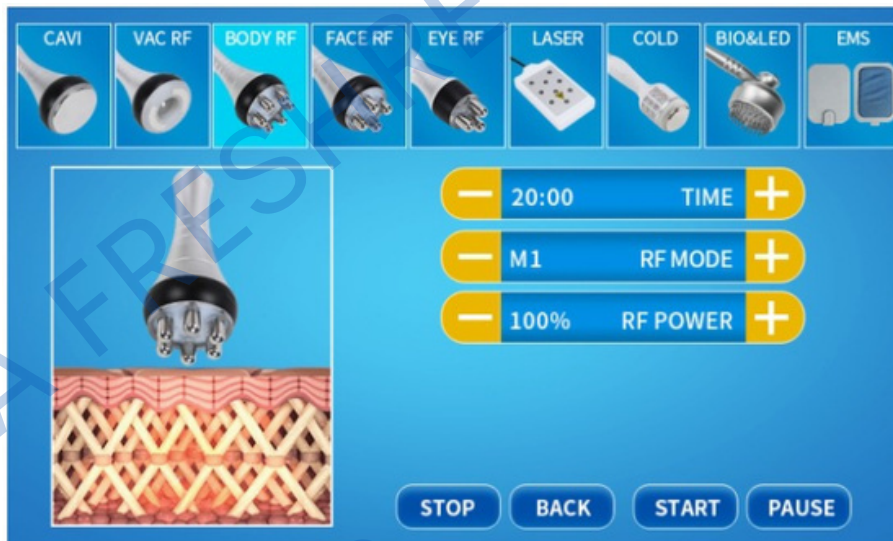 CAVI
VAC RF
BODY RF
FACE RF
EYE RF
LASER
COLD
BIO&LED
EMS
20:00 TIME
M1 RF MODE
100% RF POWER
STOP BACK START PAUSE
A FRESH